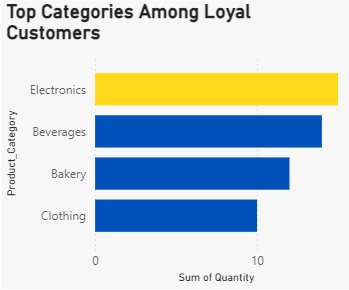 Top Categories Among Loyal
Customers
Product_Category
Electronics
Beverages
Bakery
Clothing
0
10
Sum of Quantity